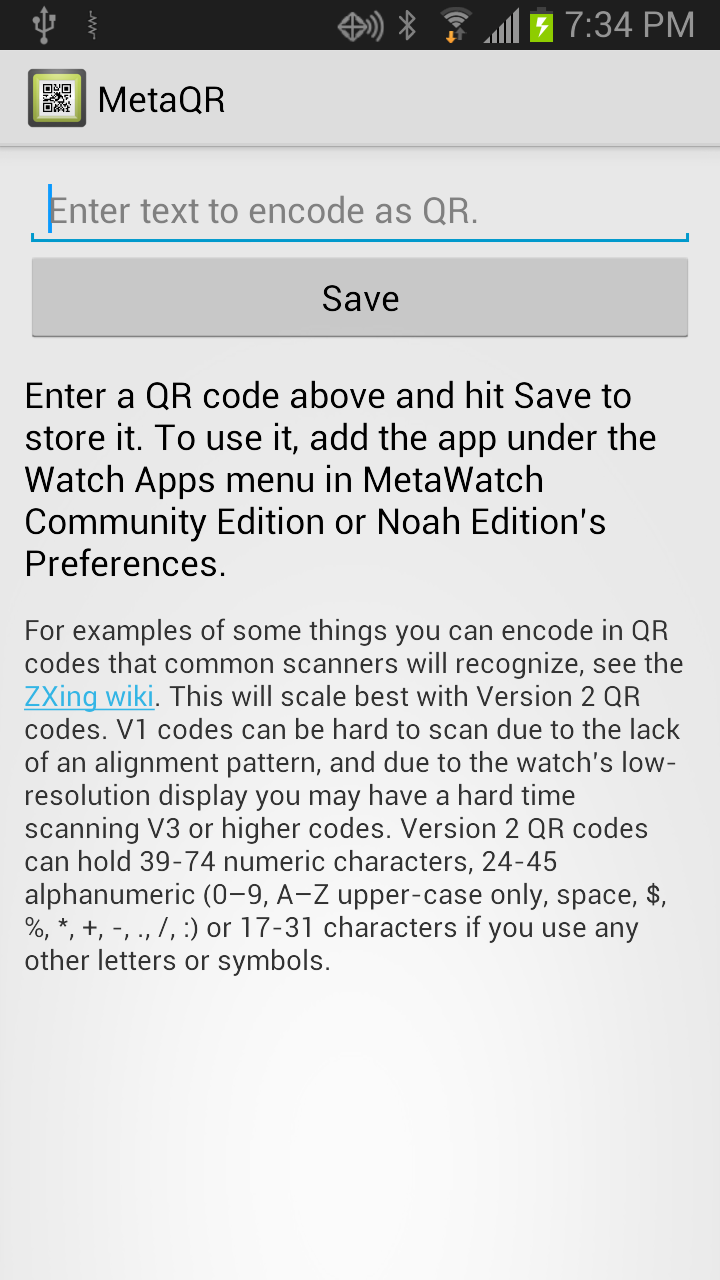 7:34 PM
MetaQR
Enter text to encode as QR.
Save
Enter a QR code above and hit Save to
store it. To use it, add the app under the
Watch Apps menu in MetaWatch
Community Edition or Noah Edition's
Preferences.
For examples of some things you can encode in QR
codes that common scanners will recognize, see the
ZXing wiki. This will scale best with Version 2 QR
codes. V1 codes can be hard to scan due to the lack
of an alignment pattern, and due to the watch's low-
resolution display you may have a hard time
scanning V3 or higher codes. Version 2 QR codes
can hold 39-74 numeric characters, 24-45
alphanumeric (0–9, A–Z upper-case only, space, $,
%, *, +, -, ., /, :) or 17-31 characters if you use any
other letters or symbols.